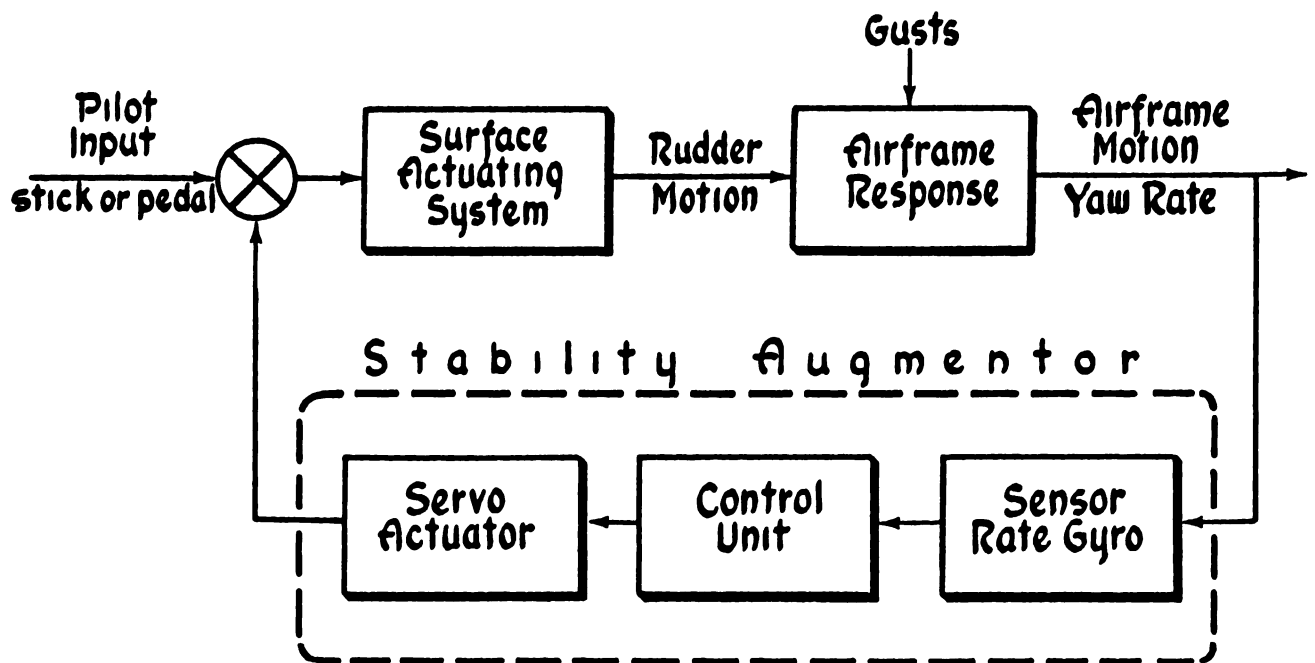 Gusts
Pilot
Input
stick or pedal
Surface
Actuating
System
Rudder
Motion
Airframe
Response
Airframe
Motion
Yaw Rate
Stability Augmentor
Servo
Actuator
Control
Unit
Sensor
Rate Gyro